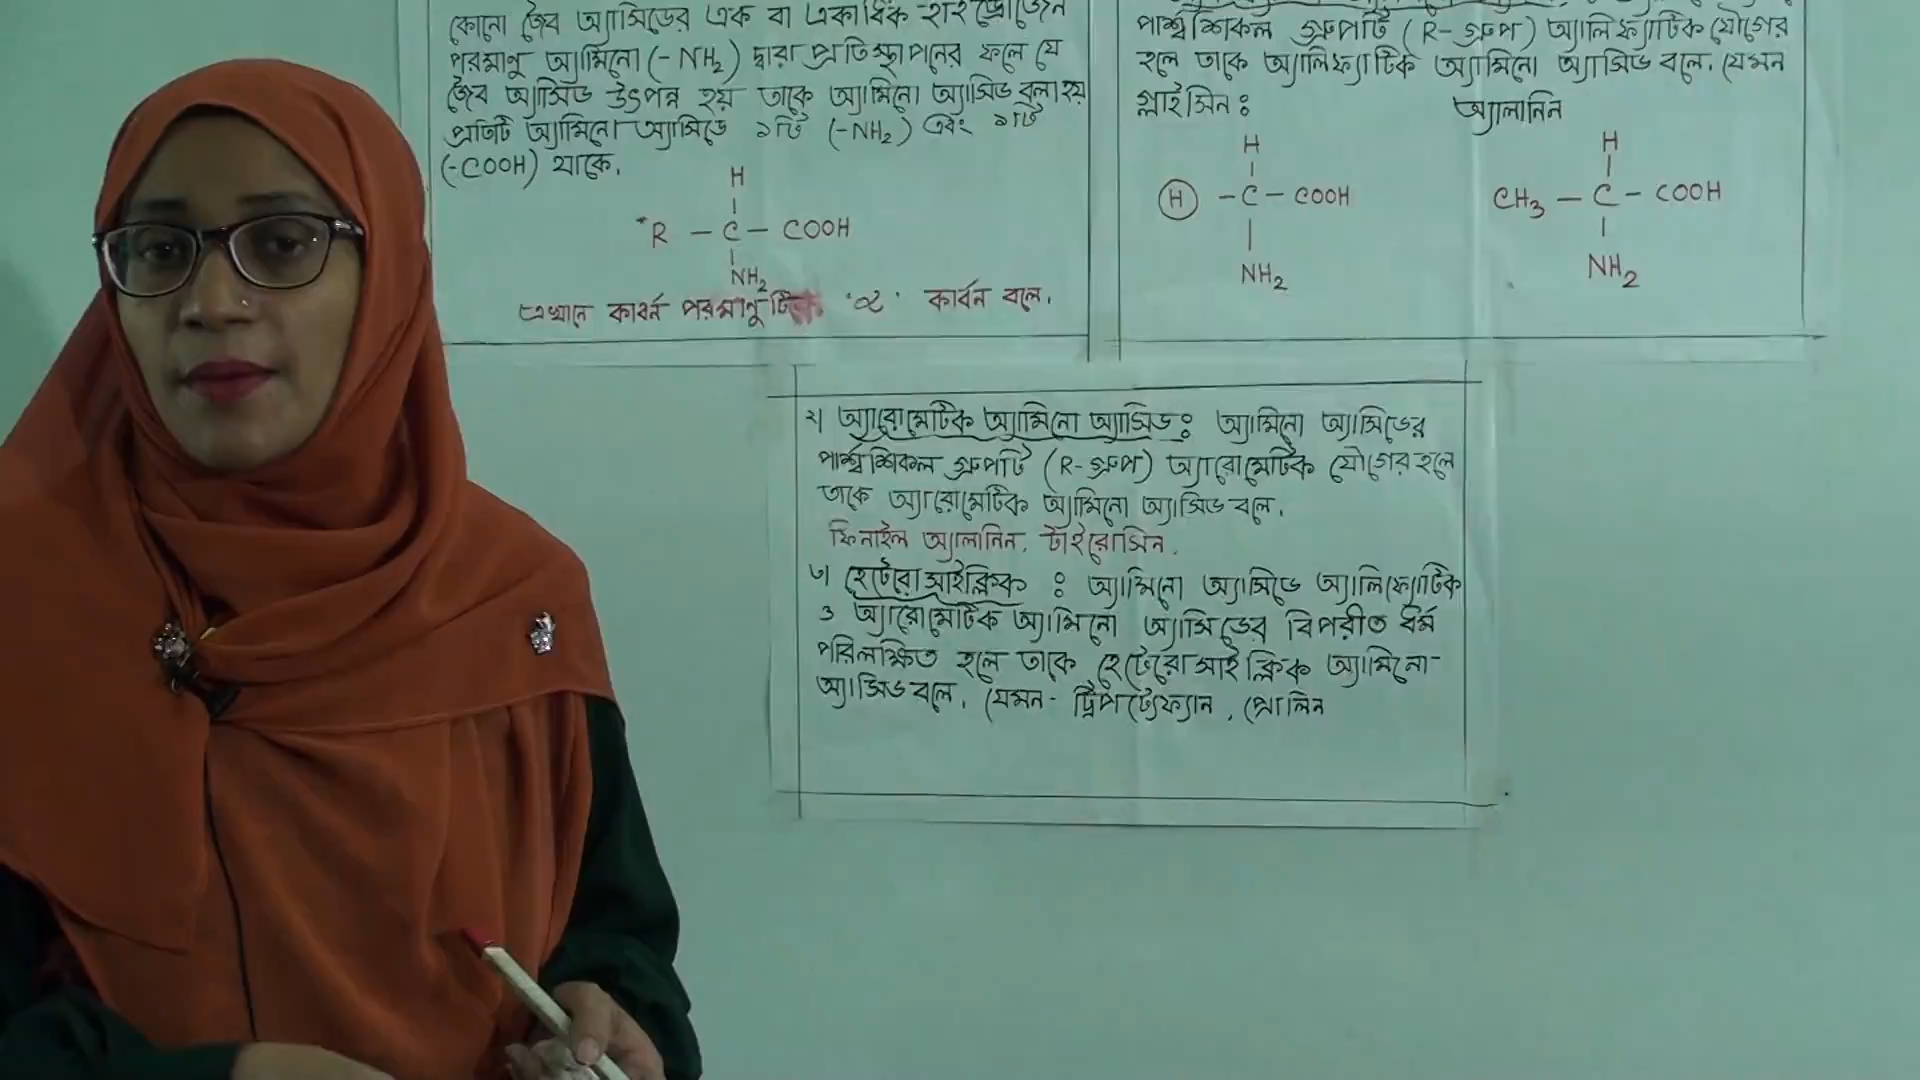 কোনো জৈব অ্যাসিডের এক বা একাধিক হাইড্রোজেন
পরমাণু অ্যামিনো (-NH₂) দ্বারা প্রতিস্থাপনের ফলে যে
জৈব অ্যাসিড উৎপন্ন হয় তাকে অ্যামিনো অ্যাসিড বলা হয়
প্রতিটি অ্যামিনো অ্যাসিডে ১টি (-NH₂) এবং ১টি
(-COOH) থাকে.
H
*R - C - COOH
NH₂
এখানে কার্বন পরমাণুটি 'α' কার্বন বলে.
পার্শ্ব শিকল গ্রুপটি (R-গ্রুপ) অ্যালিফ্যাটিক যৌগের
হলে তাকে অ্যালিফ্যাটিক অ্যামিনো অ্যাসিড বলে. যেমন
গ্লাইসিন: অ্যালানিন
H H
H - C - COOH CH₃ - C - COOH
NH₂ NH₂
২। অ্যারোমেটিক অ্যামিনো অ্যাসিড: অ্যামিনো অ্যাসিডের
পার্শ্ব শিকল গ্রুপটি (R-গ্রুপ) অ্যারোমেটিক যৌগের হলে
তাকে অ্যারোমেটিক অ্যামিনো অ্যাসিড বলে.
ফিনাইল অ্যালানিন, টাইরোসিন.
৩। হেটেরোসাইক্লিক : অ্যামিনো অ্যাসিডে অ্যালিফ্যাটিক
ও অ্যারোমেটিক অ্যামিনো অ্যাসিডের বিপরীত ধর্ম
পরিলক্ষিত হলে তাকে হেটেরোসাইক্লিক অ্যামিনো-
অ্যাসিড বলে. যেমন- ট্রিপট্যোফ্যান, প্রোলিন